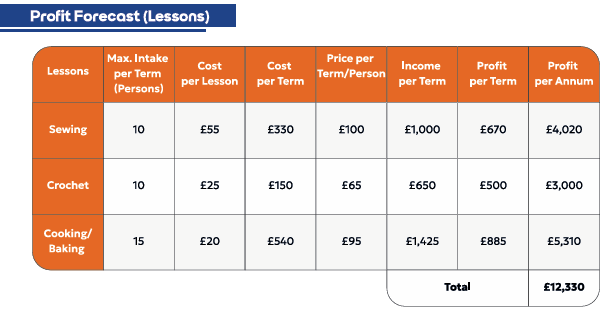 Profit Forecast (Lessons)
Lessons Max. Intake per Term (Persons) Cost per Lesson Cost per Term Price per Term/Person Income per Term Profit per Term Profit per Annum
Sewing 10 £55 £330 £100 £1,000 £670 £4,020
Crochet 10 £25 £150 £65 £650 £500 £3,000
Cooking/ Baking 15 £20 £540 £95 £1,425 £885 £5,310
Total £12,330